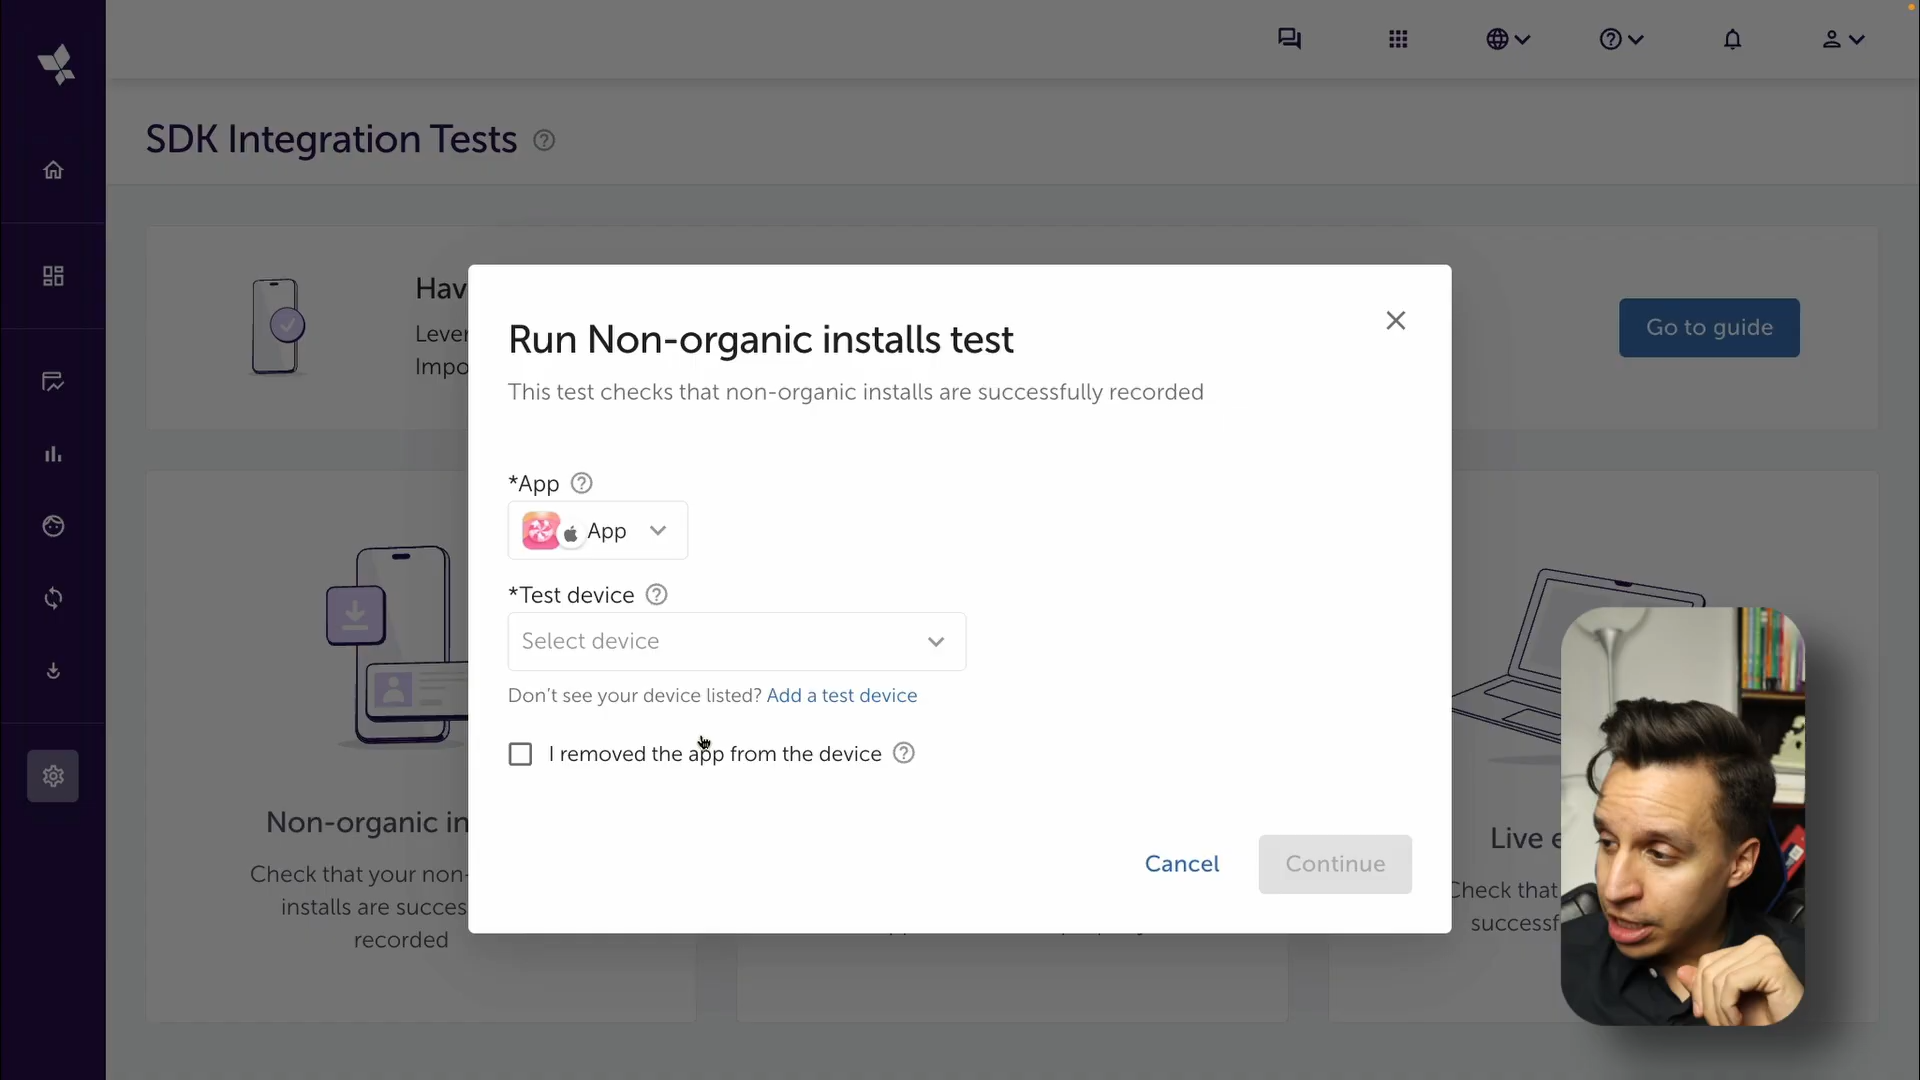 SDK Integration Tests
Hav
Lever
Impo
Go to guide
Run Non-organic installs test
This test checks that non-organic installs are successfully recorded
*App
App
*Test device
Select device
Don't see your device listed? Add a test device
I removed the app from the device
Cancel
Continue
Non-organic in
Check that your non-
installs are succes
recorded
Live e
Check that
successf